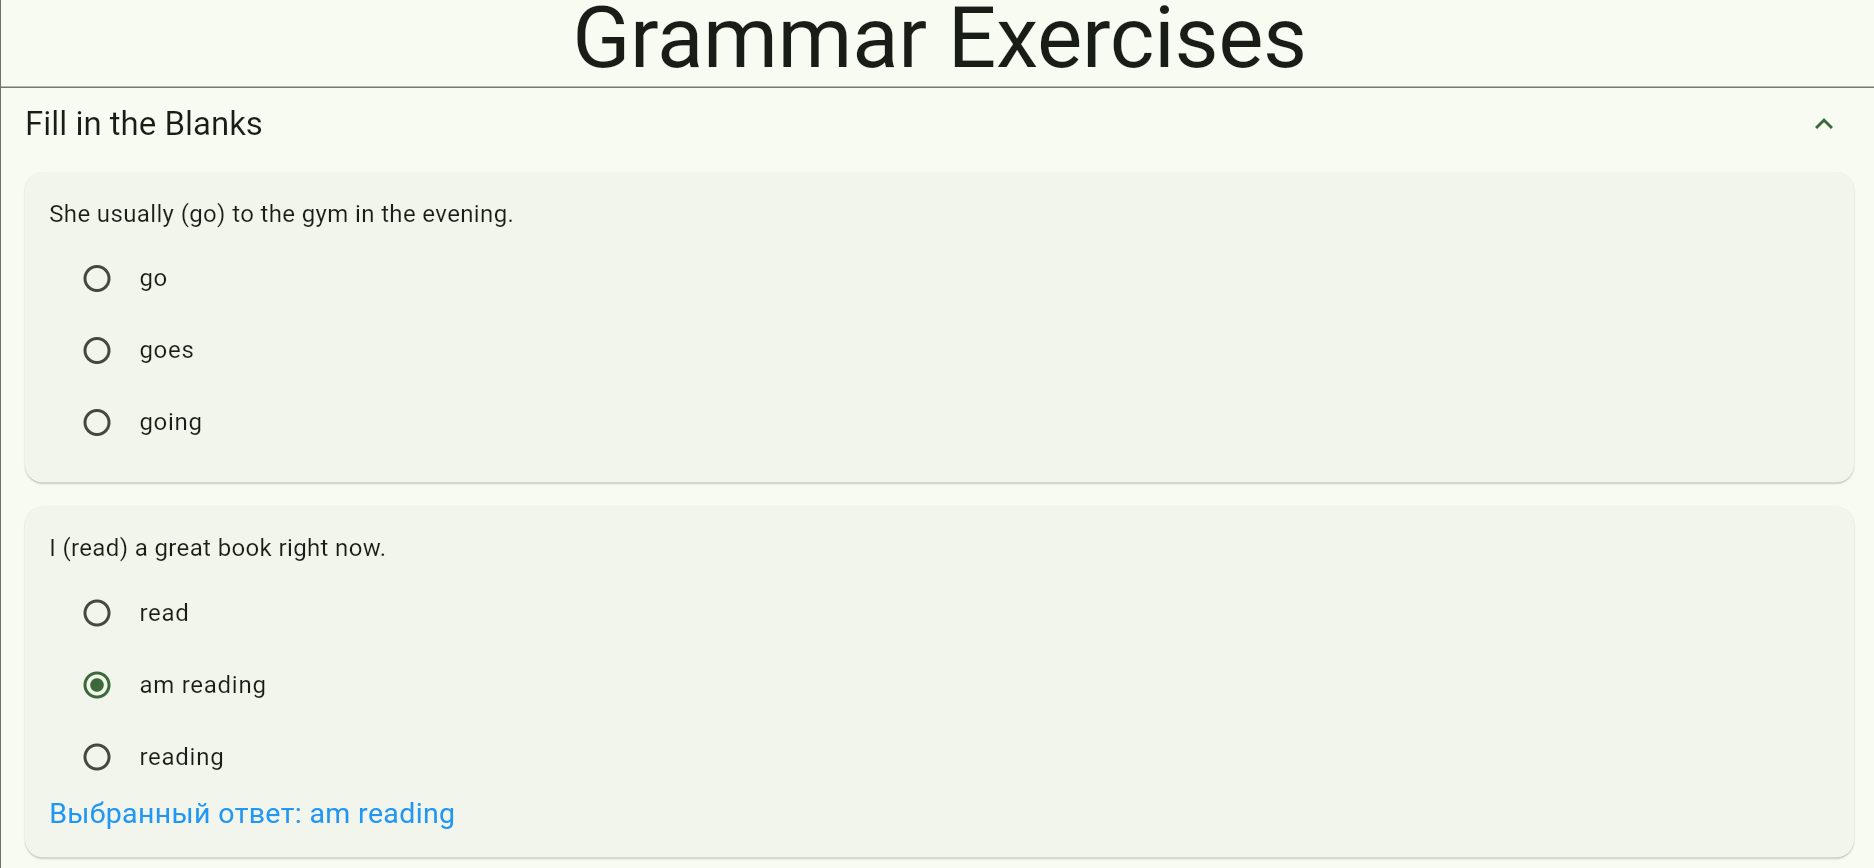 Grammar Exercises
Fill in the Blanks
She usually (go) to the gym in the evening.
go
goes
going
I (read) a great book right now.
read
am reading
reading
Выбранный ответ: am reading